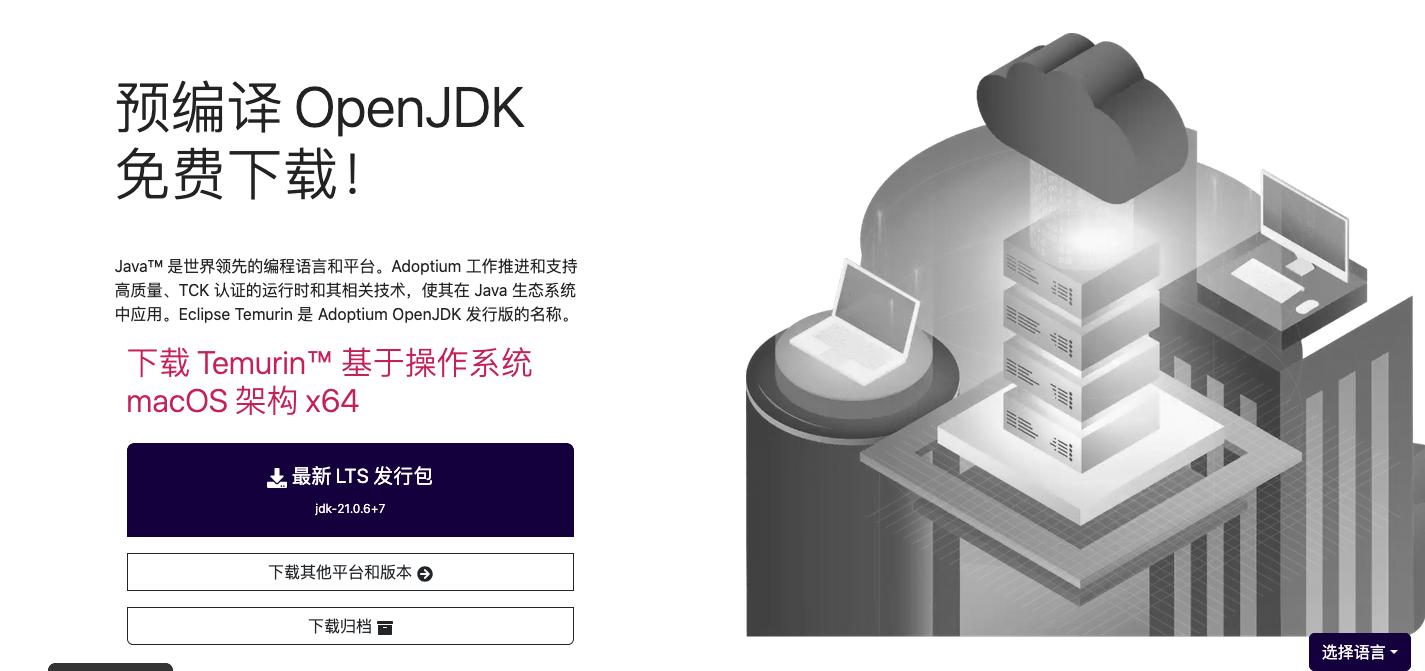 预编译 OpenJDK
免费下载！
Java™ 是世界领先的编程语言和平台。Adoptium 工作推进和支持
高质量、TCK 认证的运行时和其相关技术，使其在 Java 生态系统
中应用。Eclipse Temurin 是 Adoptium OpenJDK 发行版的名称。
下载 Temurin™ 基于操作系统
macOS 架构 x64
最新 LTS 发行包
jdk-21.0.6+7
下载其他平台和版本
下载归档
选择语言